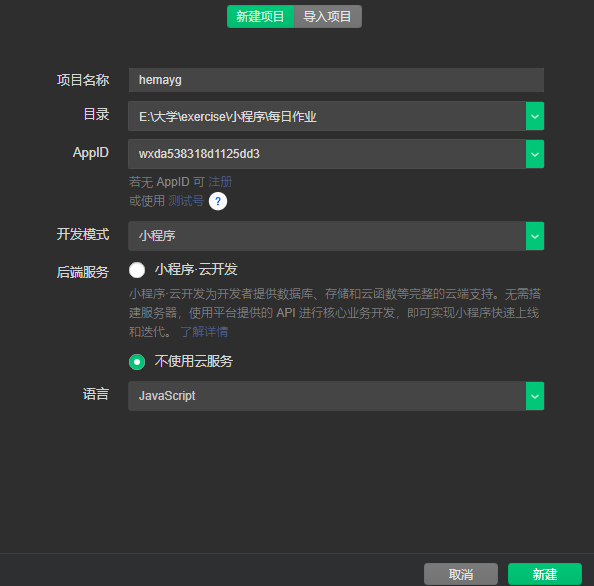 新建项目 导入项目
项目名称 hemayg
目录 E:\大学\exercise\小程序\每日作业
AppID wxda538318d1125dd3
若无 AppID 可 注册
或使用 测试号 ?
开发模式 小程序
后端服务 小程序·云开发
小程序·云开发为开发者提供数据库、存储和云函数等完整的云端支持。无需搭
建服务器，使用平台提供的 API 进行核心业务开发，即可实现小程序快速上线
和迭代。 了解详情
不使用云服务
语言 JavaScript
取消 新建